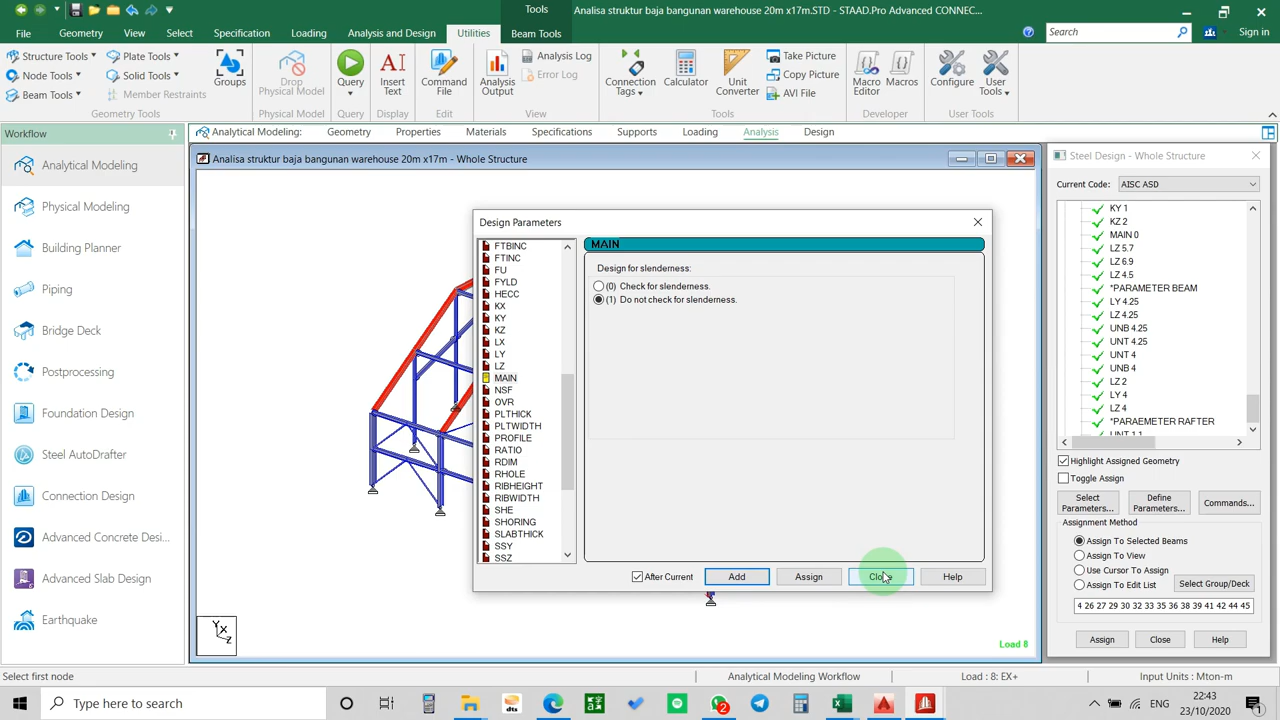 Tools
Analisa struktur baja bangunan warehouse 20m x17m.STD - STAAD.Pro Advanced CONNEC...
File
Geometry
View
Select
Specification
Loading
Analysis and Design
Utilities
Beam Tools
Search
Sign in
Structure Tools
Node Tools
Beam Tools
Plate Tools
Solid Tools
Member Restraints
Geometry Tools
Groups
Drop
Physical Model
Physical Model
Query
Query
Insert
Text
Display
Command
File
Edit
Analysis
Output
Analysis Log
Error Log
View
Connection
Tags
Calculator
Unit
Converter
Take Picture
Copy Picture
AVI File
Tools
Macro
Editor
Macros
Developer
Configure
User
Tools
User Tools
Workflow
Analytical Modeling:
Geometry
Properties
Materials
Specifications
Supports
Loading
Analysis
Design
Analytical Modeling
Physical Modeling
Building Planner
Piping
Bridge Deck
Postprocessing
Foundation Design
Steel AutoDrafter
Connection Design
Advanced Concrete Desi...
Advanced Slab Design
Earthquake
Analisa struktur baja bangunan warehouse 20m x17m - Whole Structure
Design Parameters
FTBINC
FTINC
FU
FYLD
HECC
KX
KY
KZ
LX
LY
LZ
MAIN
NSF
OVR
PLTHICK
PLTWIDTH
PROFILE
RATIO
RDIM
RHOLE
RIBHEIGHT
RIBWIDTH
SHE
SHORING
SLABTHICK
SSY
SSZ
MAIN
Design for slenderness:
(0) Check for slenderness.
(1) Do not check for slenderness.
After Current
Add
Assign
Close
Help
Load 8
Steel Design - Whole Structure
Current Code:
AISC ASD
KY 1
KZ 2
MAIN 0
LZ 5.7
LZ 6.9
LZ 4.5
*PARAMETER BEAM
LY 4.25
LZ 4.25
UNB 4.25
UNT 4.25
UNT 4
UNB 4
LZ 2
LY 4
LZ 4
*PARAEMETER RAFTER
UNT 1.1
Highlight Assigned Geometry
Toggle Assign
Select
Parameters...
Define
Parameters...
Commands...
Assignment Method
Assign To Selected Beams
Assign To View
Use Cursor To Assign
Assign To Edit List
Select Group/Deck
4 26 27 29 30 32 33 35 36 38 39 41 42 44 45
Assign
Close
Help
Select first node
Analytical Modeling Workflow
Load : 8: EX+
Input Units : Mton-m
Type here to search
dts
2
ENG
22:43
23/10/2020
1
Y
X
Z